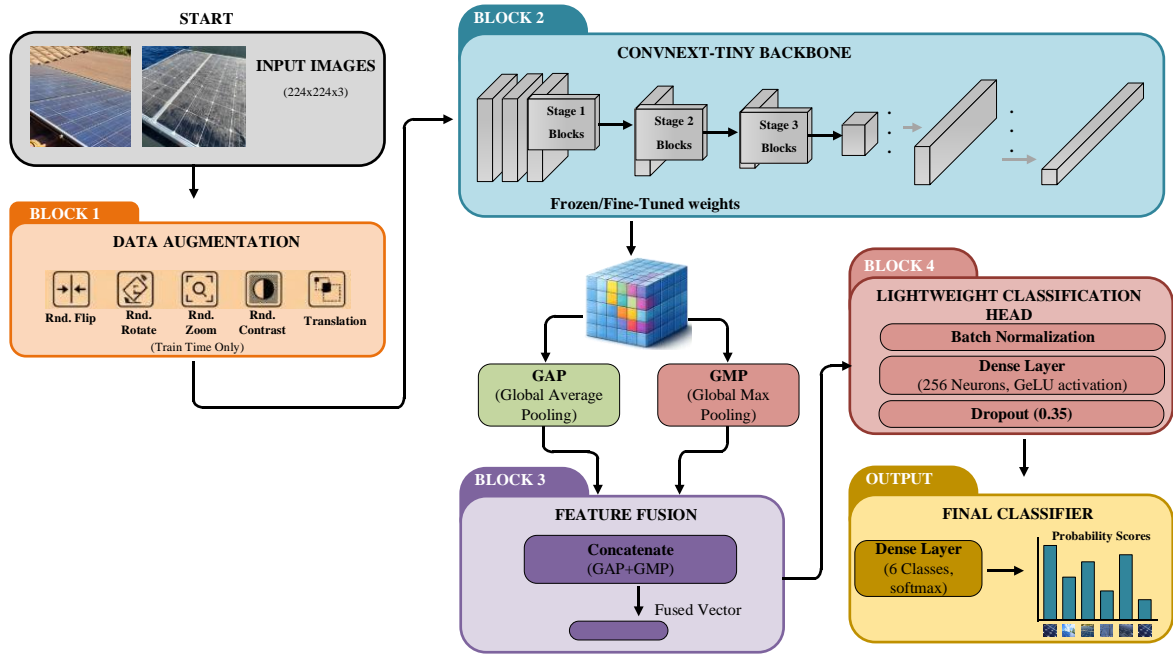 START
INPUT IMAGES
(224x224x3)
BLOCK 1
DATA AUGMENTATION
Rnd. Flip
Rnd.
Rotate
Rnd.
Zoom
Rnd.
Contrast
Translation
(Train Time Only)
BLOCK 2
CONVNEXT-TINY BACKBONE
Stage 1
Blocks
Stage 2
Blocks
Stage 3
Blocks
Frozen/Fine-Tuned weights
GAP
(Global Average
Pooling)
GMP
(Global Max
Pooling)
BLOCK 3
FEATURE FUSION
Concatenate
(GAP+GMP)
Fused Vector
BLOCK 4
LIGHTWEIGHT CLASSIFICATION
HEAD
Batch Normalization
Dense Layer
(256 Neurons, GeLU activation)
Dropout (0.35)
OUTPUT
FINAL CLASSIFIER
Dense Layer
(6 Classes,
softmax)
Probability Scores